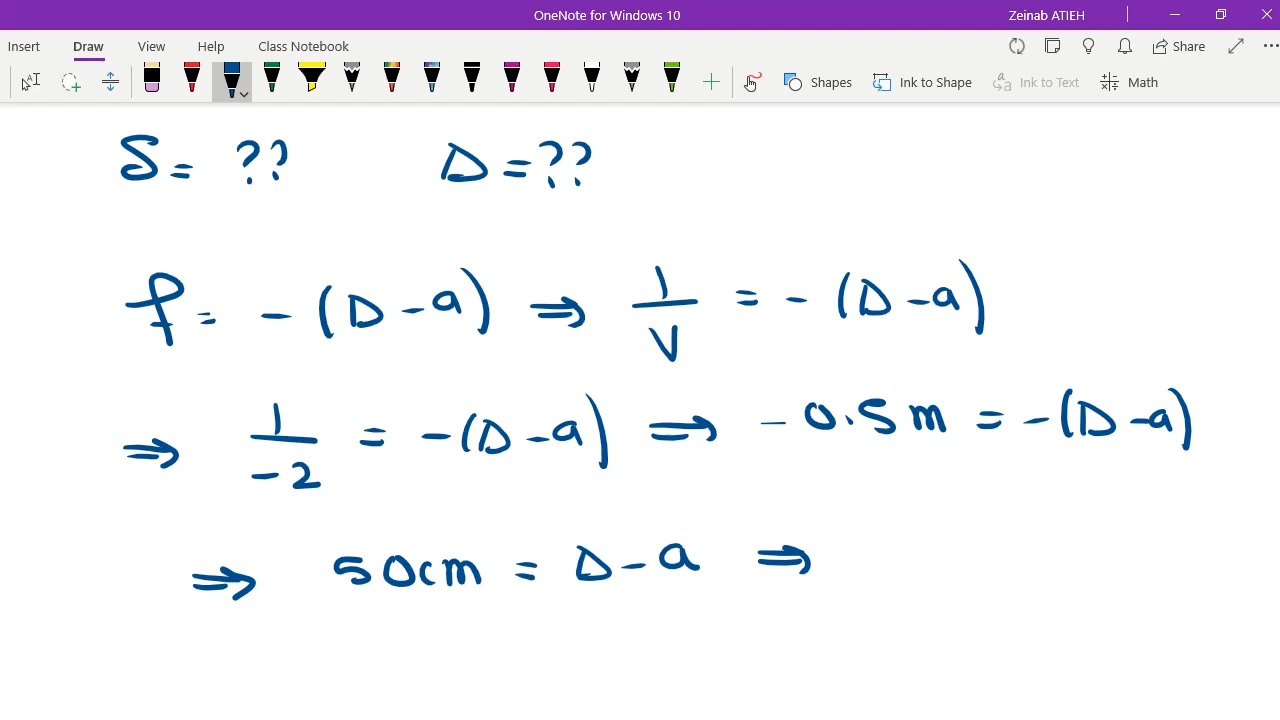 OneNote for Windows 10
Zeinab ATIEH
Insert Draw View Help Class Notebook Share
Shapes Ink to Shape Ink to Text Math
δ = ?? D = ??
f = - (D - a) ⇒ 1/V = - (D - a)
⇒ 1/-2 = - (D - a) ⇒ - 0.5 m = - (D - a)
⇒ 50cm = D - a ⇒